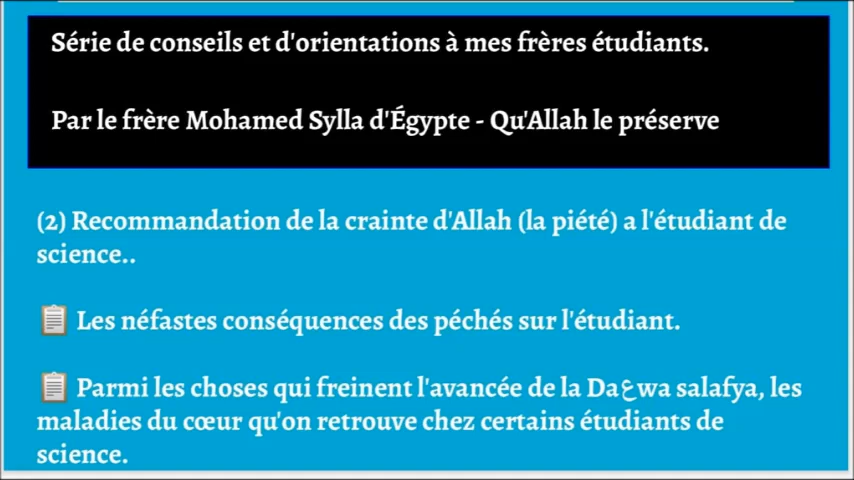 Série de conseils et d'orientations à mes frères étudiants.
Par le frère Mohamed Sylla d'Égypte - Qu'Allah le préserve
(2) Recommandation de la crainte d'Allah (la piété) a l'étudiant de
science..
📋 Les néfastes conséquences des péchés sur l'étudiant.
📋 Parmi les choses qui freinent l'avancée de la Daعwa salafya, les
maladies du cœur qu'on retrouve chez certains étudiants de
science.